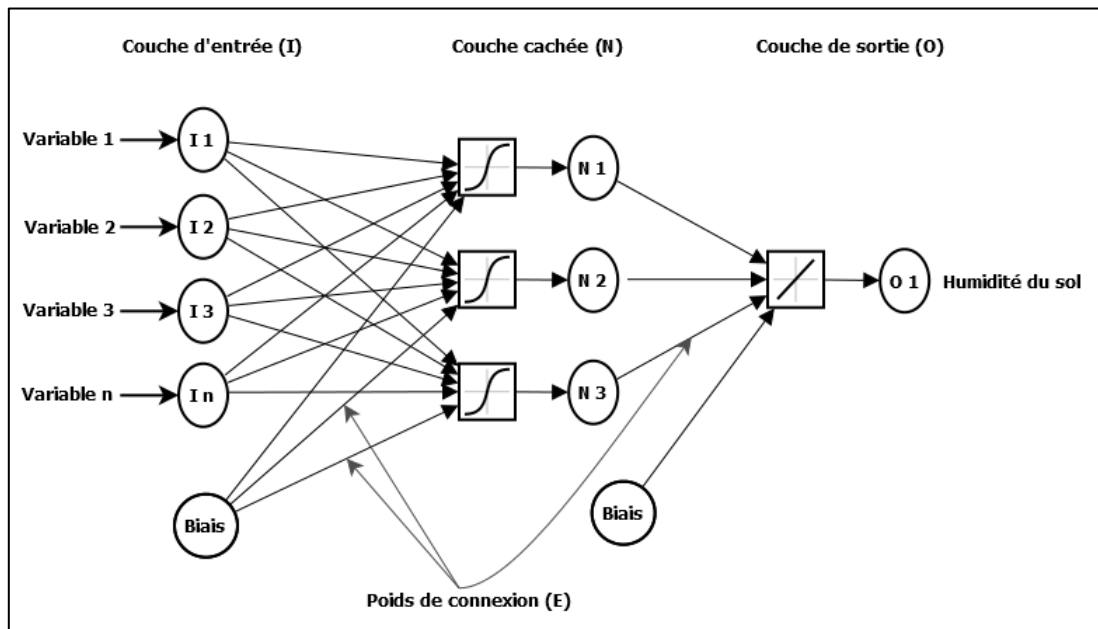 Couche d'entrée (I)
Couche cachée (N)
Couche de sortie (O)
Variable 1
I 1
N 1
Variable 2
I 2
N 2
O 1
Humidité du sol
Variable 3
I 3
Variable n
I n
N 3
Biais
Biais
Poids de connexion (E)